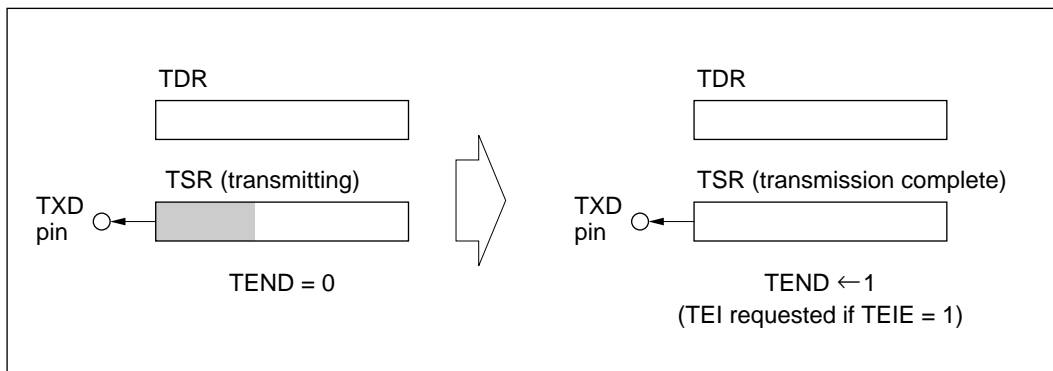 TDR
TSR (transmitting)
TXD
pin
TEND = 0
TDR
TSR (transmission complete)
TXD
pin
TEND ← 1
(TEI requested if TEIE = 1)